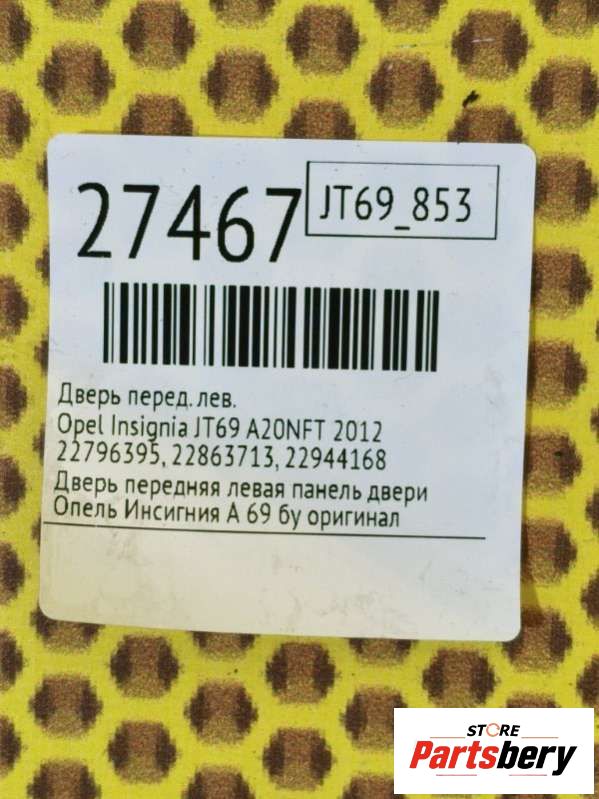 27467
JT69_853
Дверь перед. лев.
Opel Insignia JT69 A20NFT 2012
22796395, 22863713, 22944168
Дверь передняя левая панель двери
Опель Инсигния А 69 бу оригинал
STORE
Partsbery